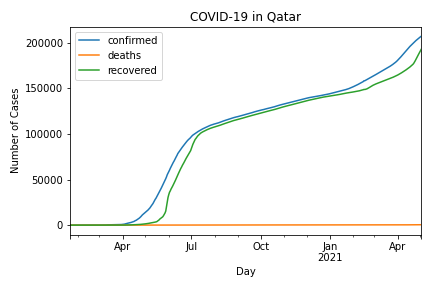 COVID-19 in Qatar
confirmed
deaths
recovered
Number of Cases
200000
150000
100000
50000
0
Apr
Jul
Oct
Jan
2021
Apr
Day